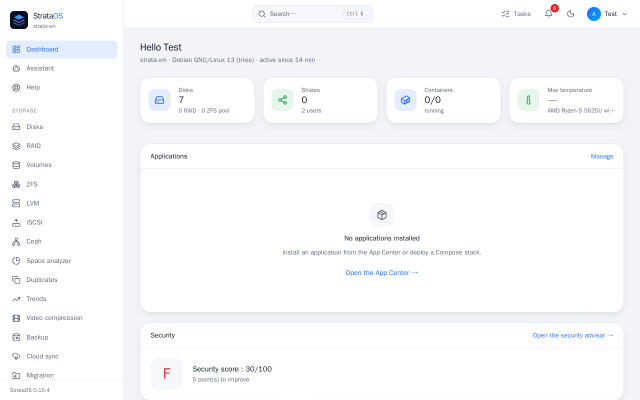 StrataOS
strata-vm
Search…
Ctrl K
Tasks
6
A
Test
Dashboard
Assistant
Help
STORAGE
Disks
RAID
Volumes
ZFS
LVM
iSCSI
Ceph
Space analyzer
Duplicates
Trends
Video compression
Backup
Cloud sync
Migration
StrataOS 0.15.4
Hello Test
strata-vm · Debian GNU/Linux 13 (trixie) · active since 14 min
Disks
7
0 RAID · 0 ZFS pool
Shares
0
2 users
Containers
0/0
running
Max temperature
—
AMD Ryzen 5 5625U wi…
Applications
Manage
No applications installed
Install an application from the App Center or deploy a Compose stack.
Open the App Center →
Security
Open the security advisor →
F
Security score : 30/100
5 point(s) to improve